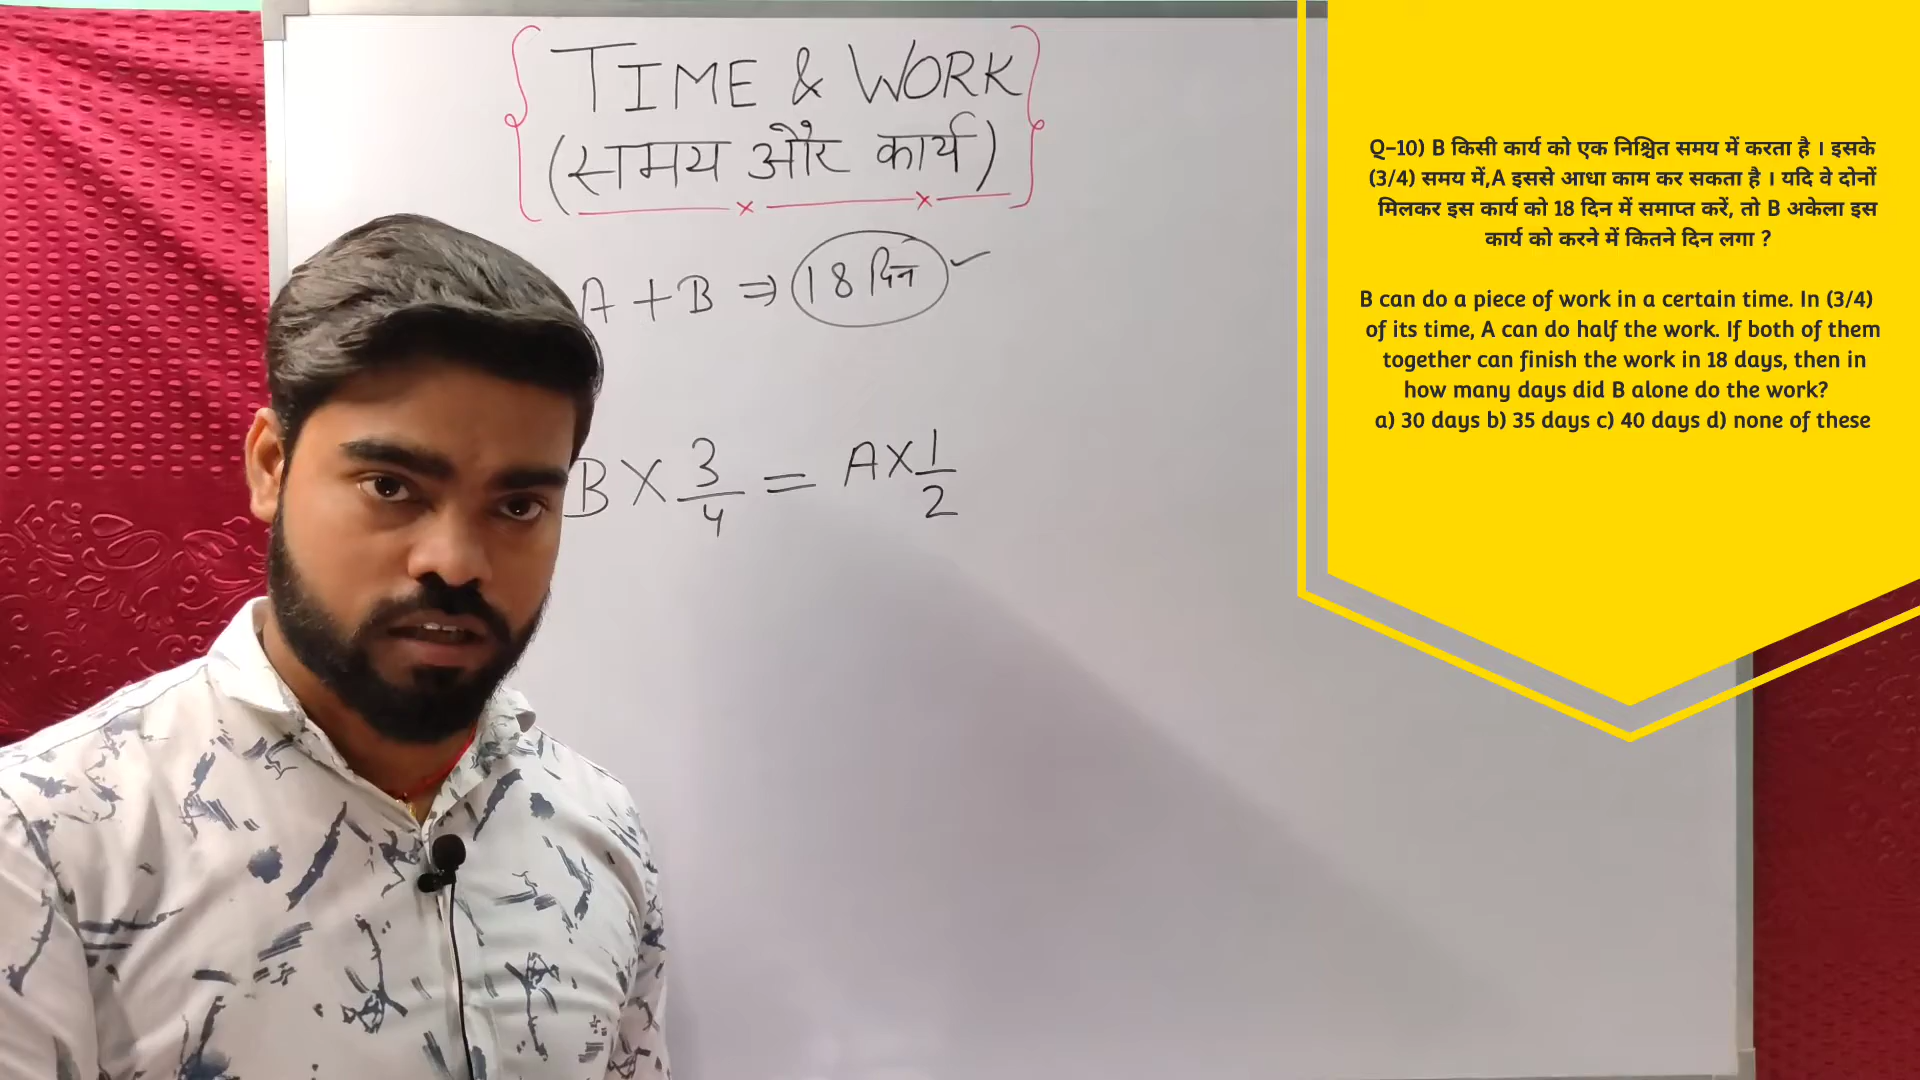 TIME & WORK
(समय और कार्य)
A + B ⇒ 18 दिन ✓
B × 3/4 = A × 1/2
Q-10) B किसी कार्य को एक निश्चित समय में करता है । इसके
(3/4) समय में,A इससे आधा काम कर सकता है । यदि वे दोनों
मिलकर इस कार्य को 18 दिन में समाप्त करें, तो B अकेला इस
कार्य को करने में कितने दिन लगा ?
B can do a piece of work in a certain time. In (3/4)
of its time, A can do half the work. If both of them
together can finish the work in 18 days, then in
how many days did B alone do the work?
a) 30 days b) 35 days c) 40 days d) none of these